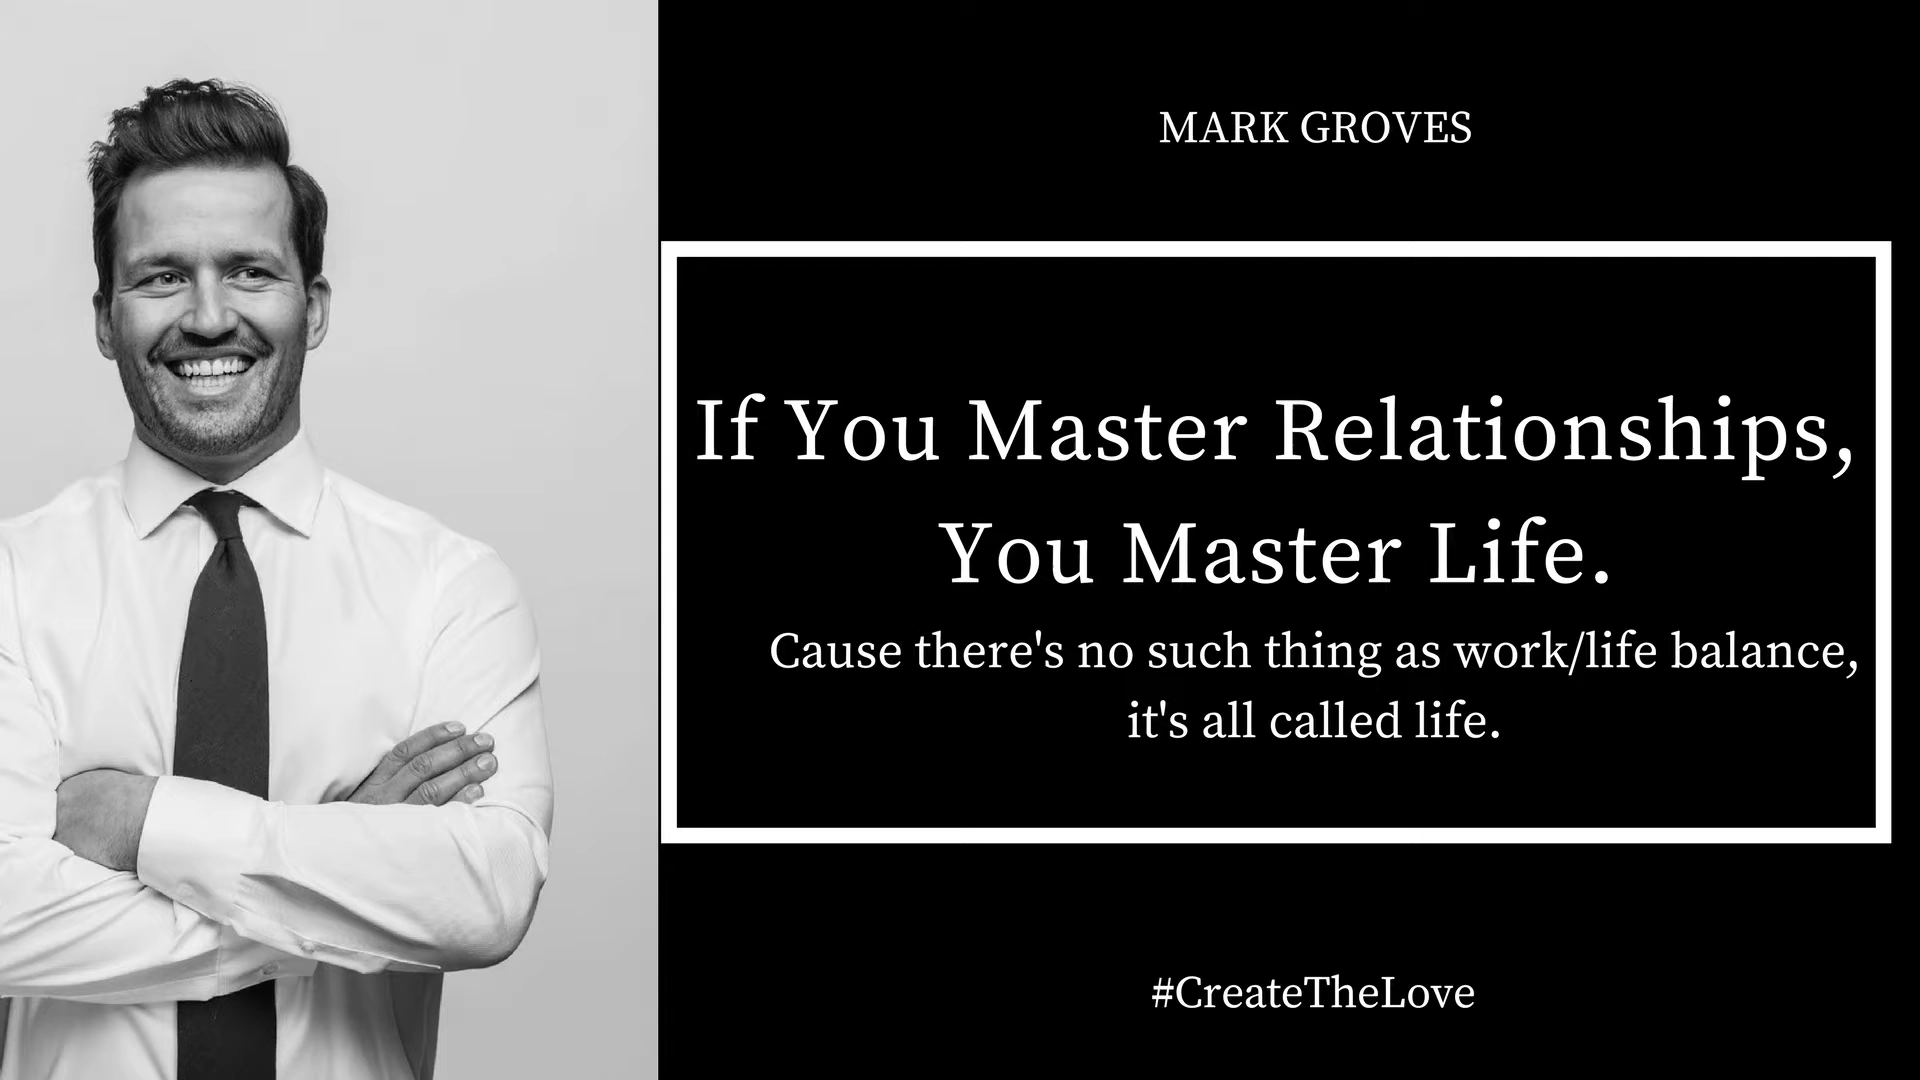 MARK GROVES
If You Master Relationships,
You Master Life.
Cause there's no such thing as work/life balance,
it's all called life.
#CreateTheLove